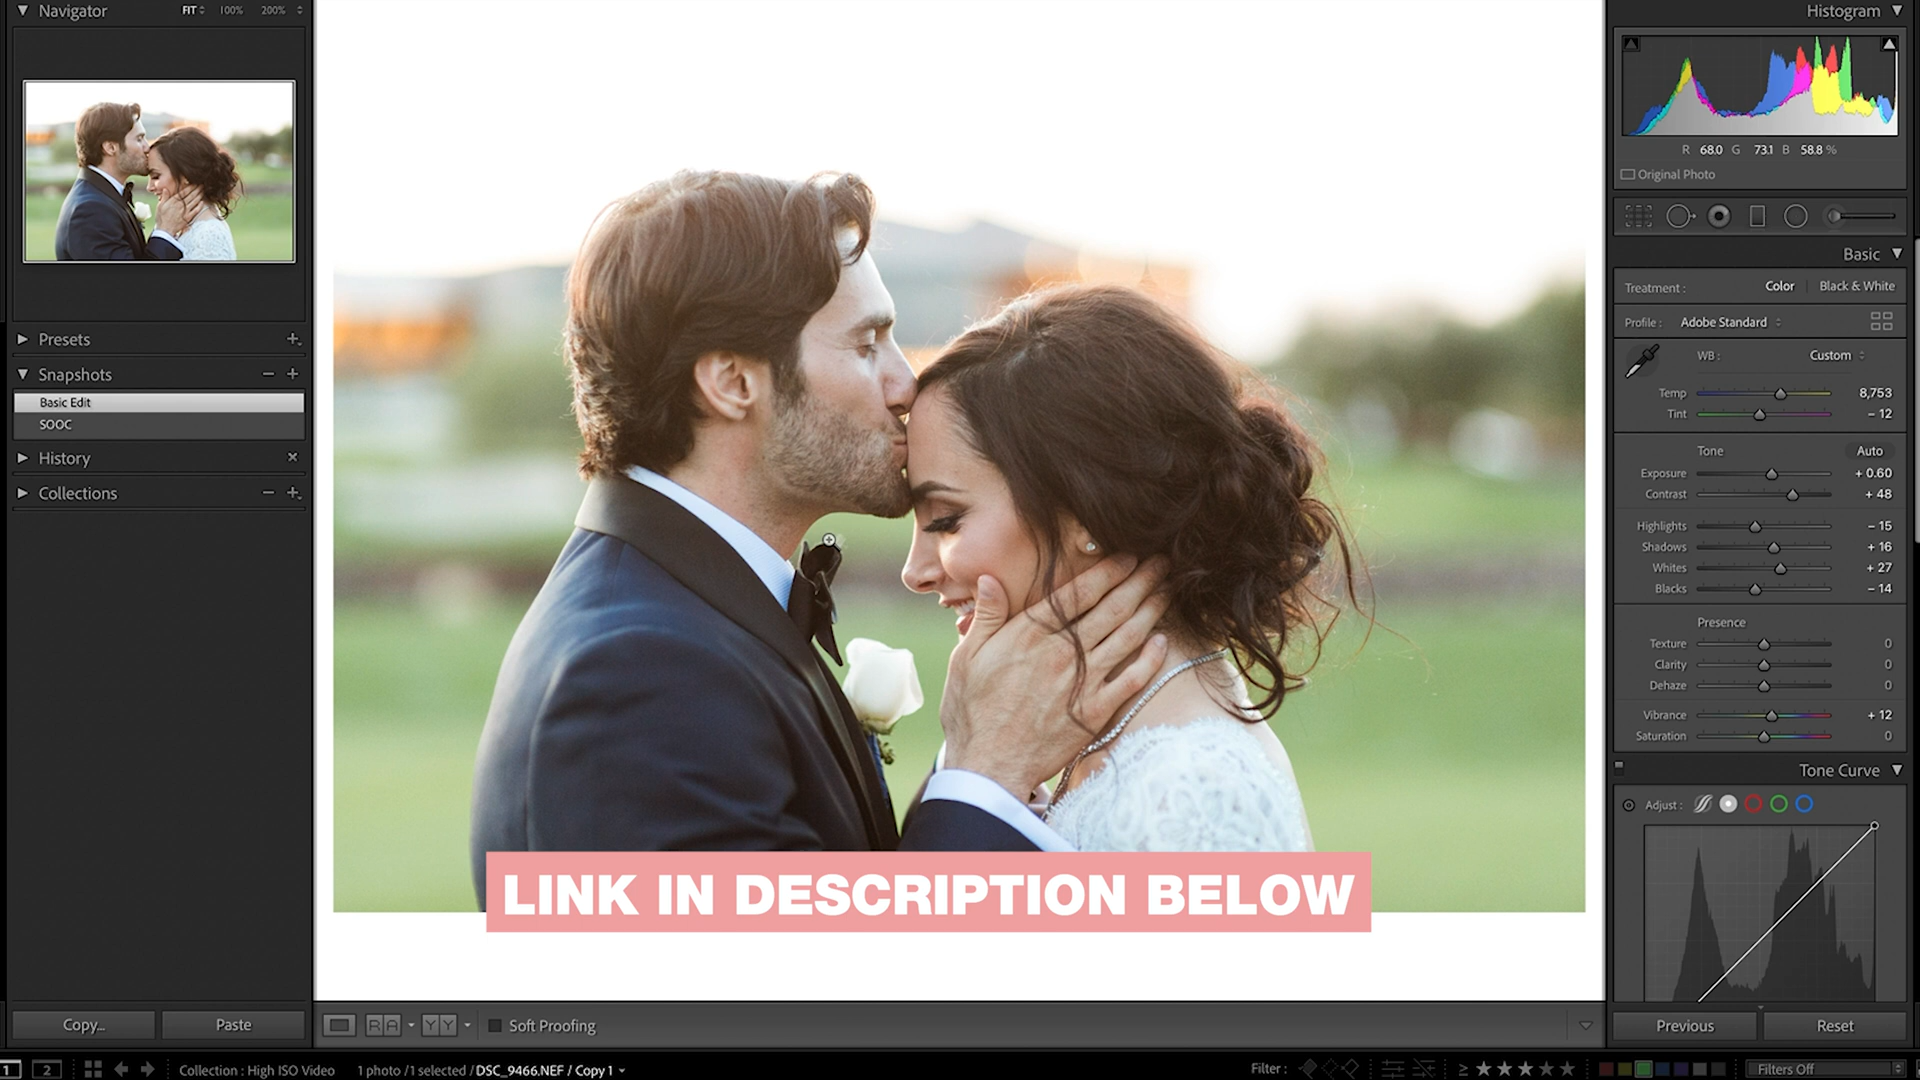 Navigator FIT 100% 200%
Presets
Snapshots
Basic Edit
SOOC
History
Collections
Copy... Paste
LINK IN DESCRIPTION BELOW
RA YY Soft Proofing
Histogram
R 68.0 G 73.1 B 58.8 %
Original Photo
Basic
Treatment : Color Black & White
Profile : Adobe Standard
WB : Custom
Temp 8,753
Tint – 12
Tone Auto
Exposure + 0.60
Contrast + 48
Highlights – 15
Shadows + 16
Whites + 27
Blacks – 14
Presence
Texture 0
Clarity 0
Dehaze 0
Vibrance + 12
Saturation 0
Tone Curve
Adjust :
Previous Reset
1 2 Collection : High ISO Video 1 photo / 1 selected / DSC_9466.NEF / Copy 1 Filter : ≥ ★★★★★ Filters Off